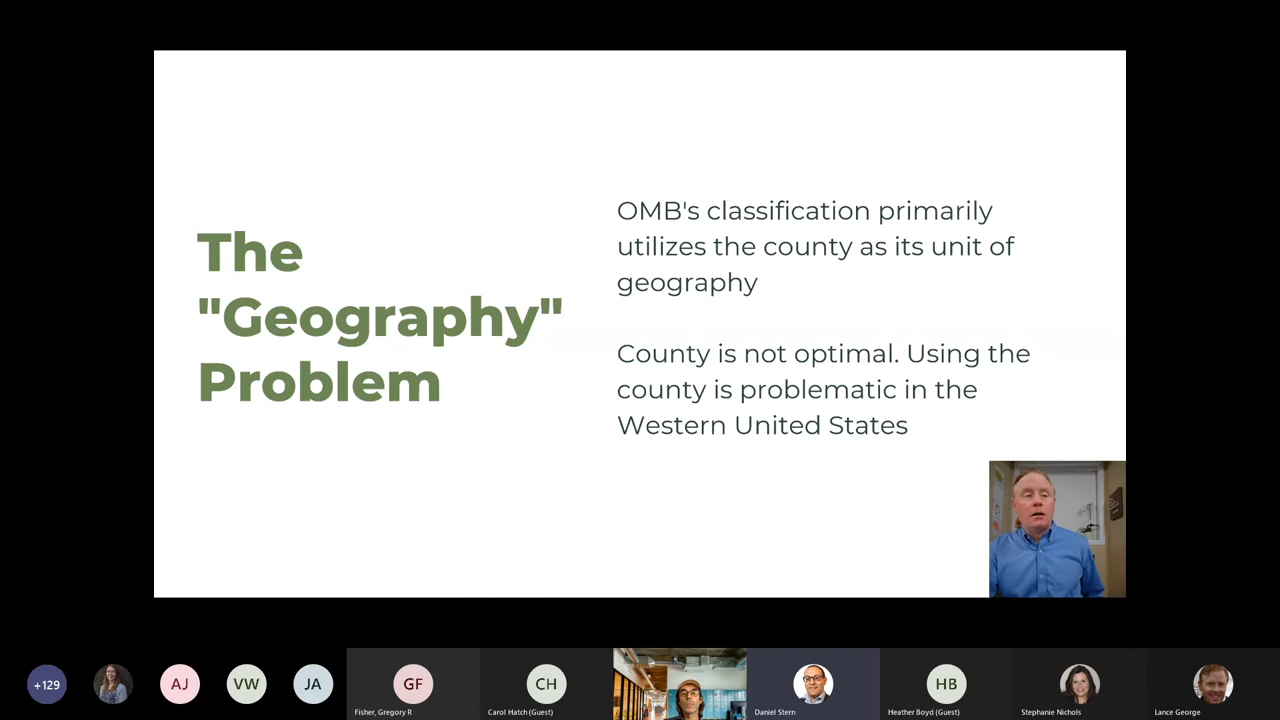 The
"Geography"
Problem
OMB's classification primarily
utilizes the county as its unit of
geography
County is not optimal. Using the
county is problematic in the
Western United States
+129
AJ
VW
JA
GF
Fisher, Gregory R
CH
Carol Hatch (Guest)
Daniel Stern
HB
Heather Boyd (Guest)
Stephanie Nichols
Lance George